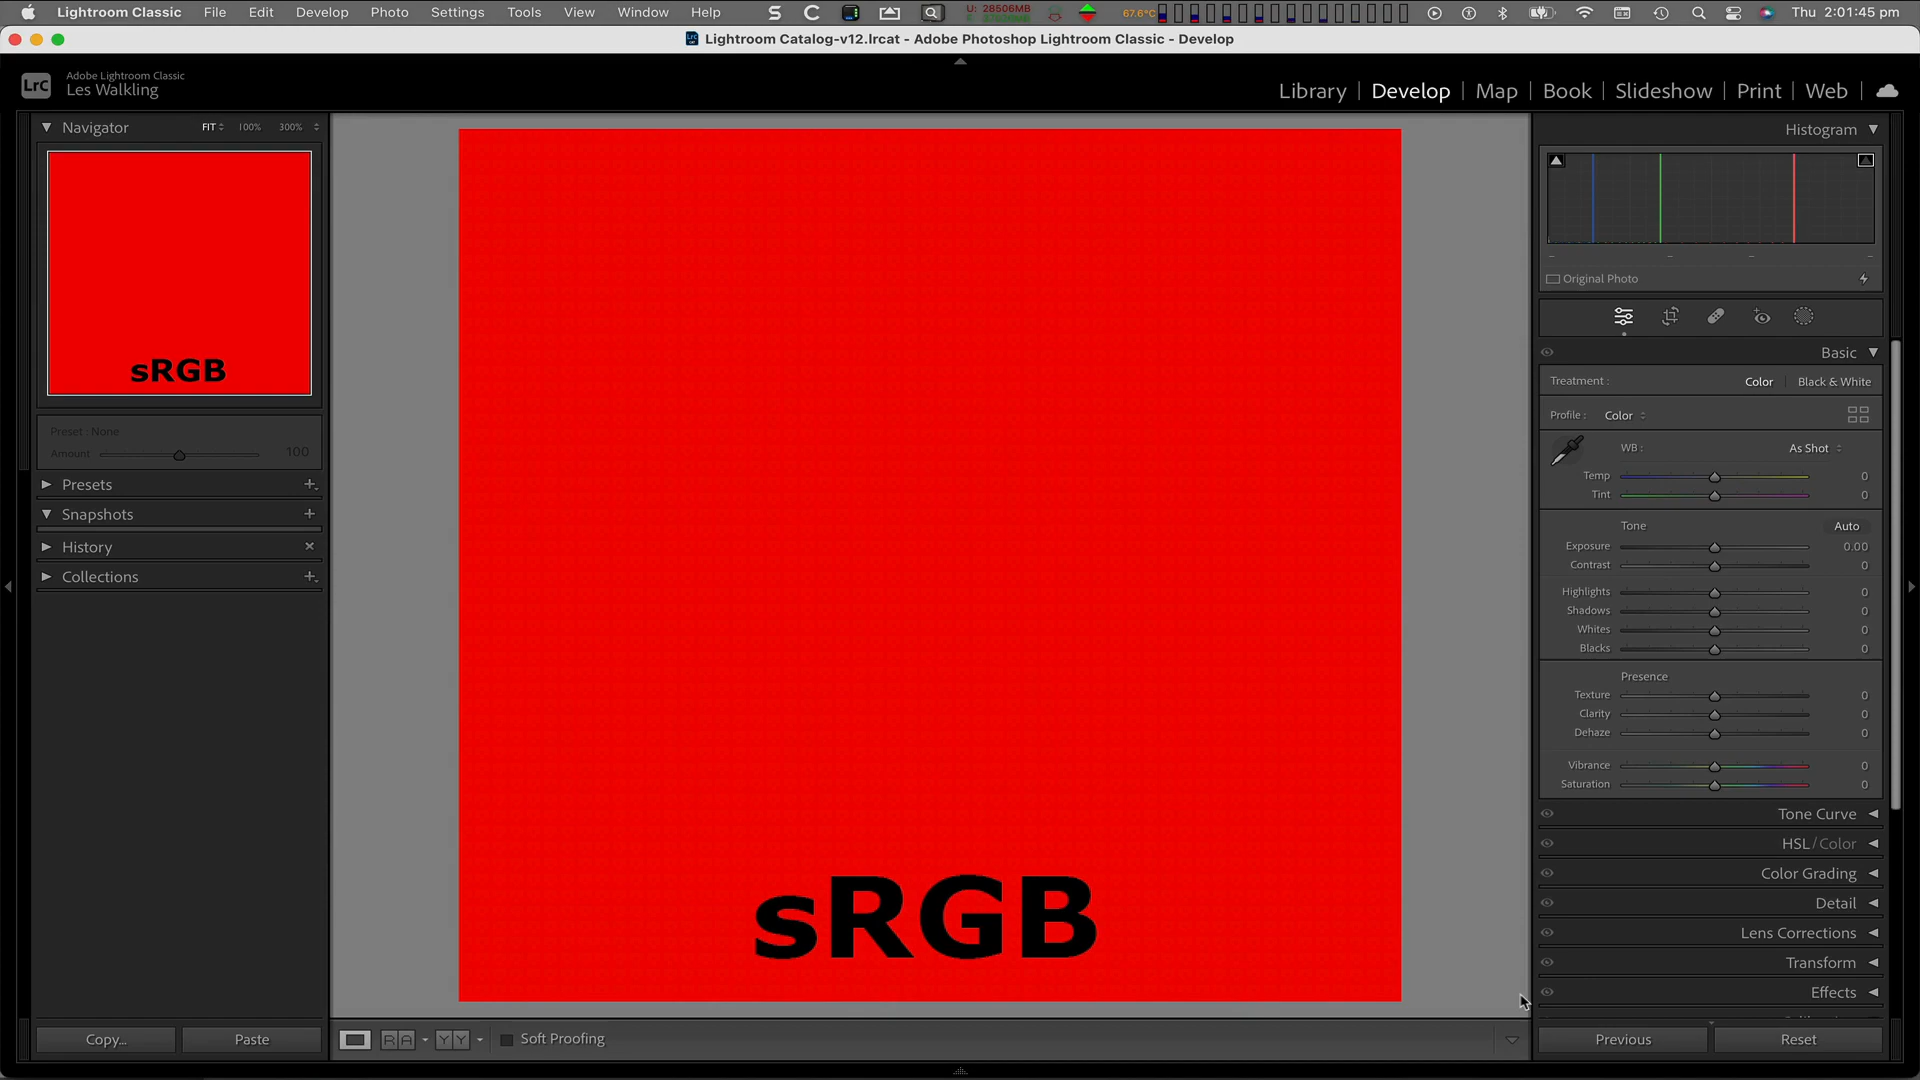 Lightroom Classic File Edit Develop Photo Settings Tools View Window Help U: 28506MB 67.6°C Thu 2:01:45 pm
Lightroom Catalog-v12.lrcat - Adobe Photoshop Lightroom Classic - Develop
LrC Adobe Lightroom Classic
Les Walkling
Library | Develop | Map | Book | Slideshow | Print | Web
Navigator FIT 100% 300%
sRGB
Preset : None
Amount 100
Presets
Snapshots
History
Collections
Copy... Paste
sRGB
R A Y Y Soft Proofing
Histogram
Original Photo
Basic
Treatment : Color Black & White
Profile : Color
WB : As Shot
Temp 0
Tint 0
Tone Auto
Exposure 0.00
Contrast 0
Highlights 0
Shadows 0
Whites 0
Blacks 0
Presence
Texture 0
Clarity 0
Dehaze 0
Vibrance 0
Saturation 0
Tone Curve
HSL / Color
Color Grading
Detail
Lens Corrections
Transform
Effects
Previous Reset